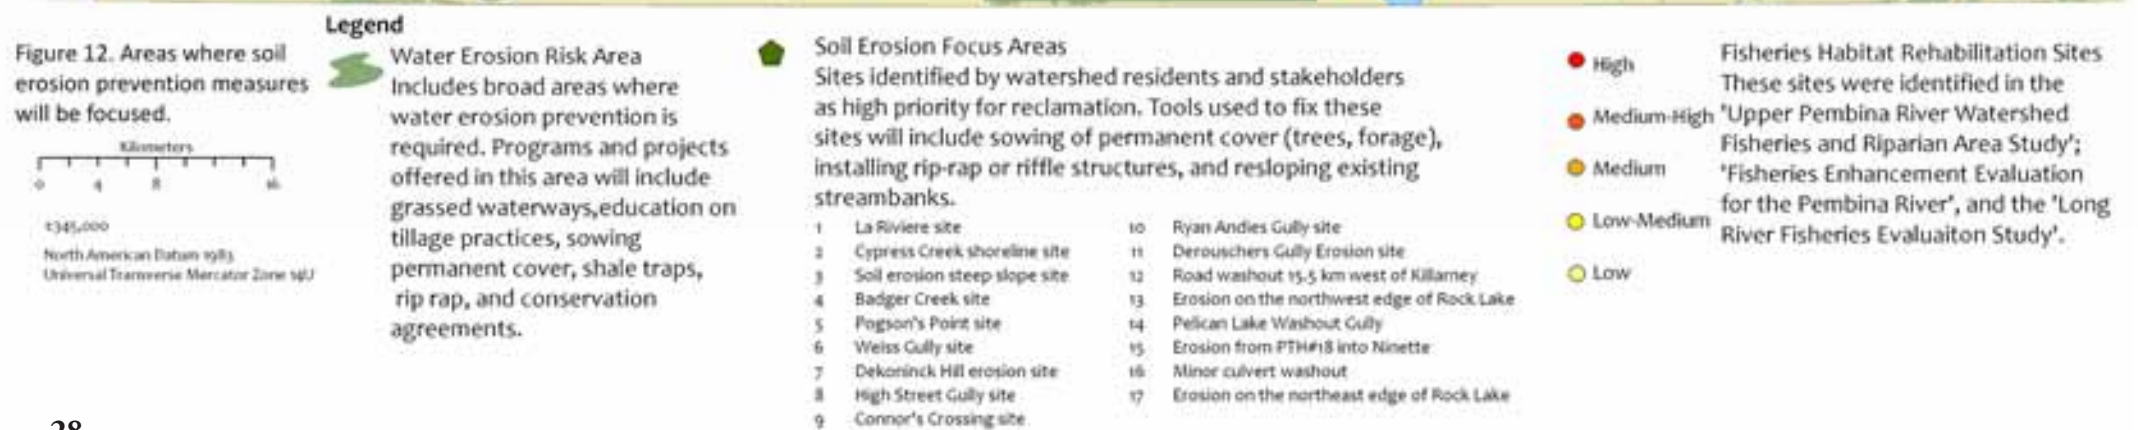 Legend
Figure 12. Areas where soil
erosion prevention measures
will be focused.
Kilometers
0 4 8 16
1:345,000
North American Datum 1983
Universal Transverse Mercator Zone 14U
Water Erosion Risk Area
Includes broad areas where
water erosion prevention is
required. Programs and projects
offered in this area will include
grassed waterways,education on
tillage practices, sowing
permanent cover, shale traps,
rip rap, and conservation
agreements.
Soil Erosion Focus Areas
Sites identified by watershed residents and stakeholders
as high priority for reclamation. Tools used to fix these
sites will include sowing of permanent cover (trees, forage),
installing rip-rap or riffle structures, and resloping existing
streambanks.
1 La Riviere site
2 Cypress Creek shoreline site
3 Soil erosion steep slope site
4 Badger Creek site
5 Pogson's Point site
6 Weiss Gully site
7 Dekoninck Hill erosion site
8 High Street Gully site
9 Connor's Crossing site
10 Ryan Andies Gully site
11 Derouschers Gully Erosion site
12 Road washout 15.5 km west of Killarney
13 Erosion on the northwest edge of Rock Lake
14 Pelican Lake Washout Gully
15 Erosion from PTH#18 into Ninette
16 Minor culvert washout
17 Erosion on the northeast edge of Rock Lake
High
Medium-High
Medium
Low-Medium
Low
Fisheries Habitat Rehabilitation Sites
These sites were identified in the
'Upper Pembina River Watershed
Fisheries and Riparian Area Study';
'Fisheries Enhancement Evaluation
for the Pembina River', and the 'Long
River Fisheries Evaluaiton Study'.
28